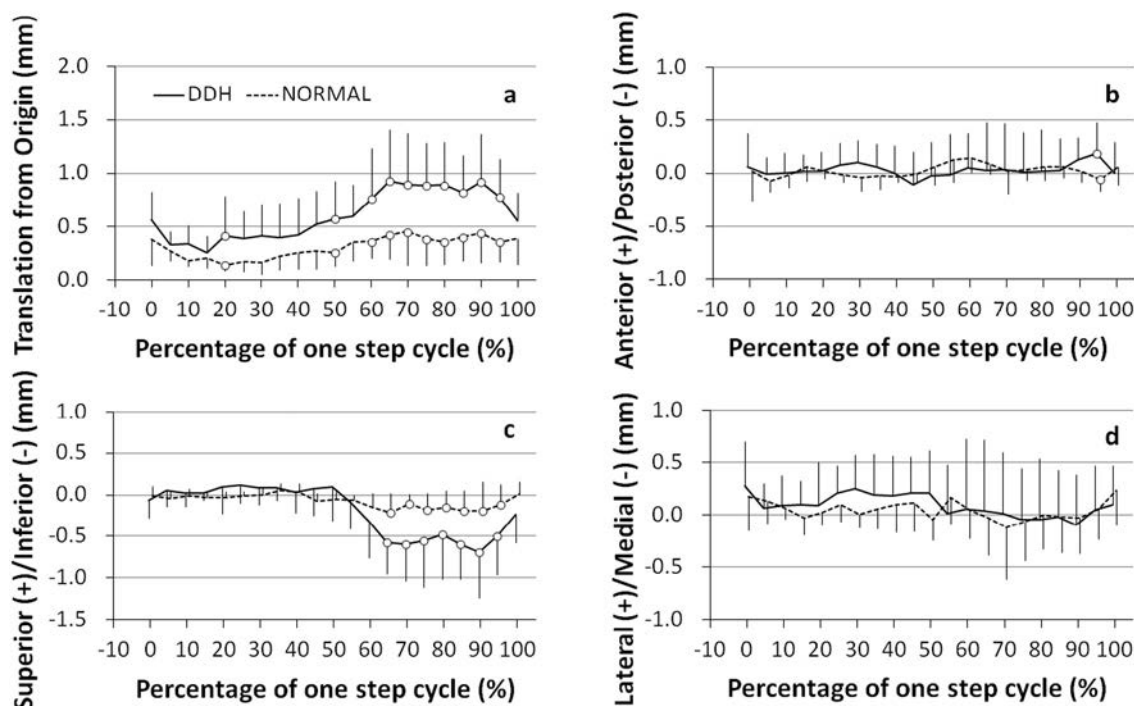 Translation from Origin (mm)
2.0
1.5
1.0
0.5
0.0
DDH NORMAL
a
-10 0 10 20 30 40 50 60 70 80 90 100
Percentage of one step cycle (%)
Anterior (+)/Posterior (-) (mm)
1.0
0.5
0.0
-0.5
-1.0
b
-10 0 10 20 30 40 50 60 70 80 90 100
Percentage of one step cycle (%)
Superior (+)/Inferior (-) (mm)
1.0
0.5
0.0
-0.5
-1.0
-1.5
c
-10 0 10 20 30 40 50 60 70 80 90 100
Percentage of one step cycle (%)
Lateral (+)/Medial (-) (mm)
1.0
0.5
0.0
-0.5
-1.0
d
-10 0 10 20 30 40 50 60 70 80 90 100
Percentage of one step cycle (%)